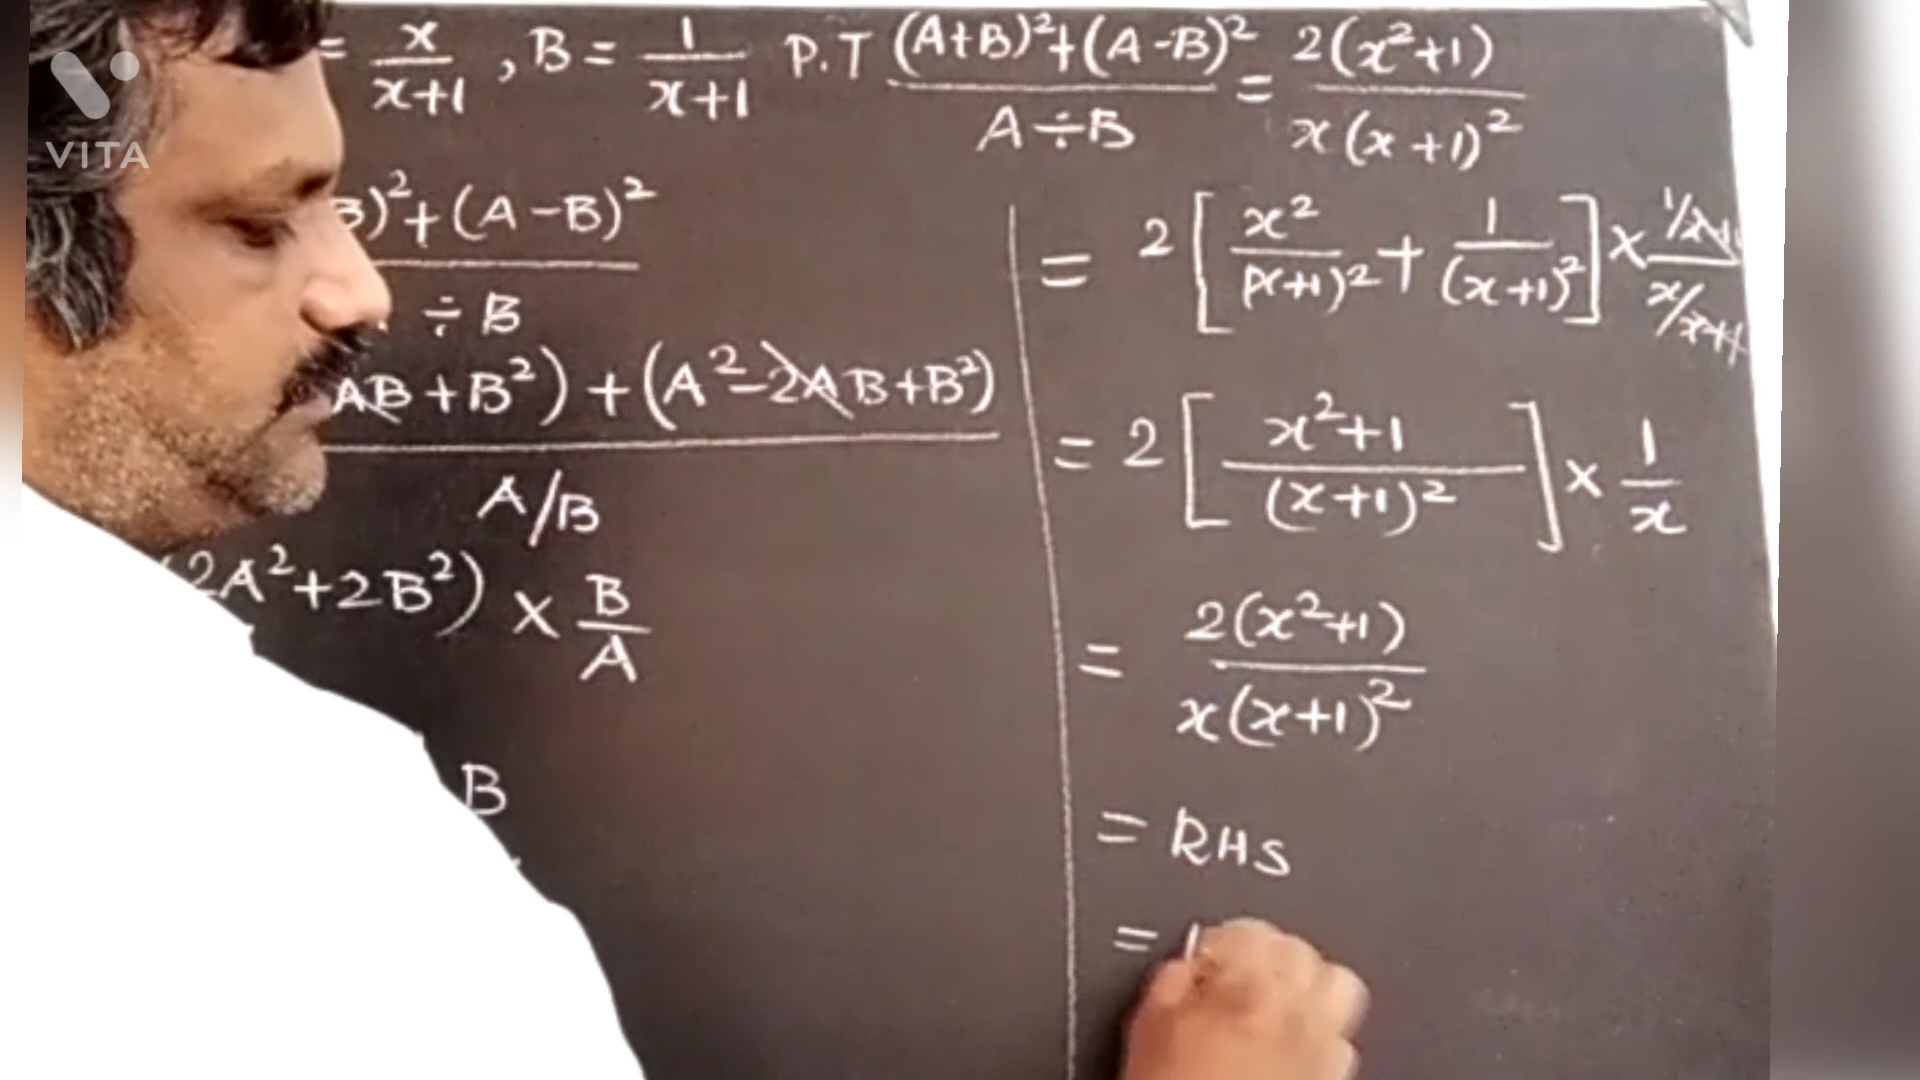 VITA
= x/(x+1) , B = 1/(x+1) P.T ((A+B)²+(A-B)²)/(A÷B) = 2(x²+1)/(x(x+1)²)
B)²+(A-B)²
÷ B
AB+B²)+(A²-2AB+B²)
A/B
2A²+2B²) × B/A
B
= 2[x²/(x+1)² + 1/(x+1)²] × (1/x+1)/(x/x+1)
= 2[(x²+1)/(x+1)²] × 1/x
= 2(x²+1)/(x(x+1)²)
= RHS
=